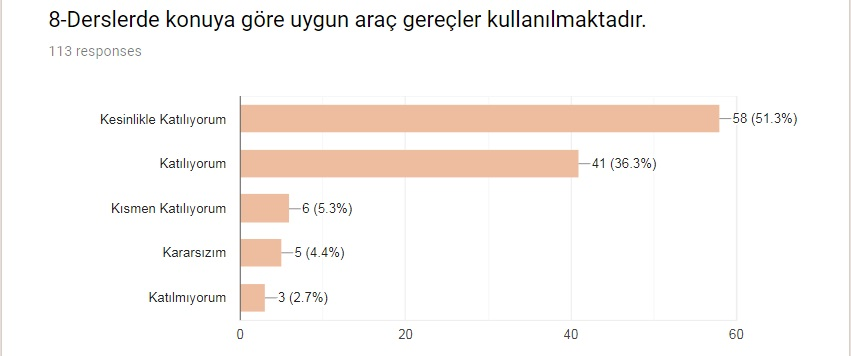 8-Derslerde konuya göre uygun araç gereçler kullanılmaktadır.
113 responses
Kesinlikle Katılıyorum 58 (51.3%)
Katılıyorum 41 (36.3%)
Kısmen Katılıyorum 6 (5.3%)
Kararsızım 5 (4.4%)
Katılmıyorum 3 (2.7%)
0 20 40 60